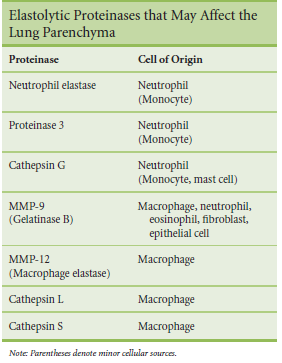 Elastolytic Proteinases that May Affect the
Lung Parenchyma
Proteinase Cell of Origin
Neutrophil elastase Neutrophil
(Monocyte)
Proteinase 3 Neutrophil
(Monocyte)
Cathepsin G Neutrophil
(Monocyte, mast cell)
MMP-9 Macrophage, neutrophil,
(Gelatinase B) eosinophil, fibroblast,
epithelial cell
MMP-12 Macrophage
(Macrophage elastase)
Cathepsin L Macrophage
Cathepsin S Macrophage
Note: Parentheses denote minor cellular sources.